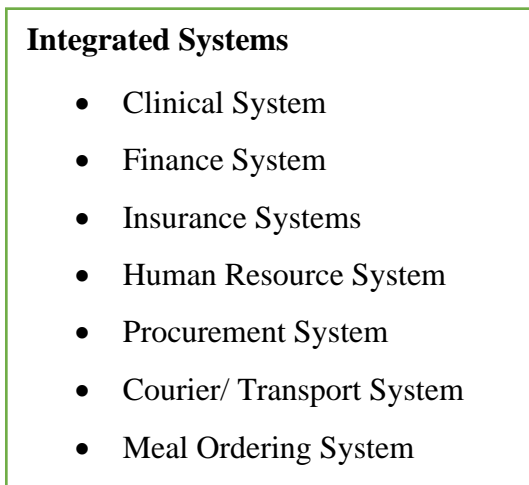 Integrated Systems
• Clinical System
• Finance System
• Insurance Systems
• Human Resource System
• Procurement System
• Courier/ Transport System
• Meal Ordering System